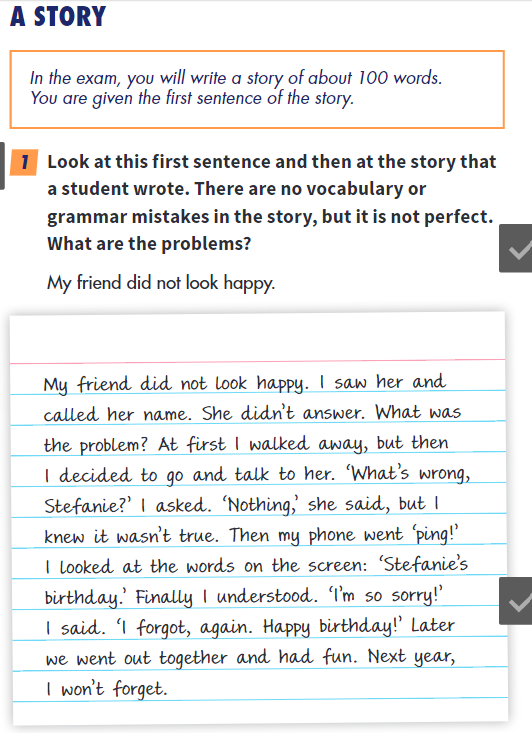 A STORY
In the exam, you will write a story of about 100 words.
You are given the first sentence of the story.
1 Look at this first sentence and then at the story that
a student wrote. There are no vocabulary or
grammar mistakes in the story, but it is not perfect.
What are the problems?
My friend did not look happy.
My friend did not look happy. I saw her and
called her name. She didn't answer. What was
the problem? At first I walked away, but then
I decided to go and talk to her. ‘What's wrong,
Stefanie?’ I asked. ‘Nothing,’ she said, but I
knew it wasn't true. Then my phone went ‘ping!’
I looked at the words on the screen: ‘Stefanie's
birthday.’ Finally I understood. ‘I'm so sorry!’
I said. ‘I forgot, again. Happy birthday!’ Later
we went out together and had fun. Next year,
I won't forget.